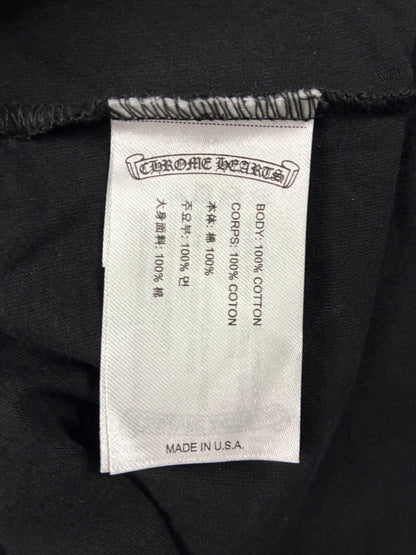 CHROME HEARTS
BODY: 100% COTTON
CORPS: 100% COTON
本体: 棉 100%
주요부: 100% 면
大身面料: 100% 棉
MADE IN U.S.A.